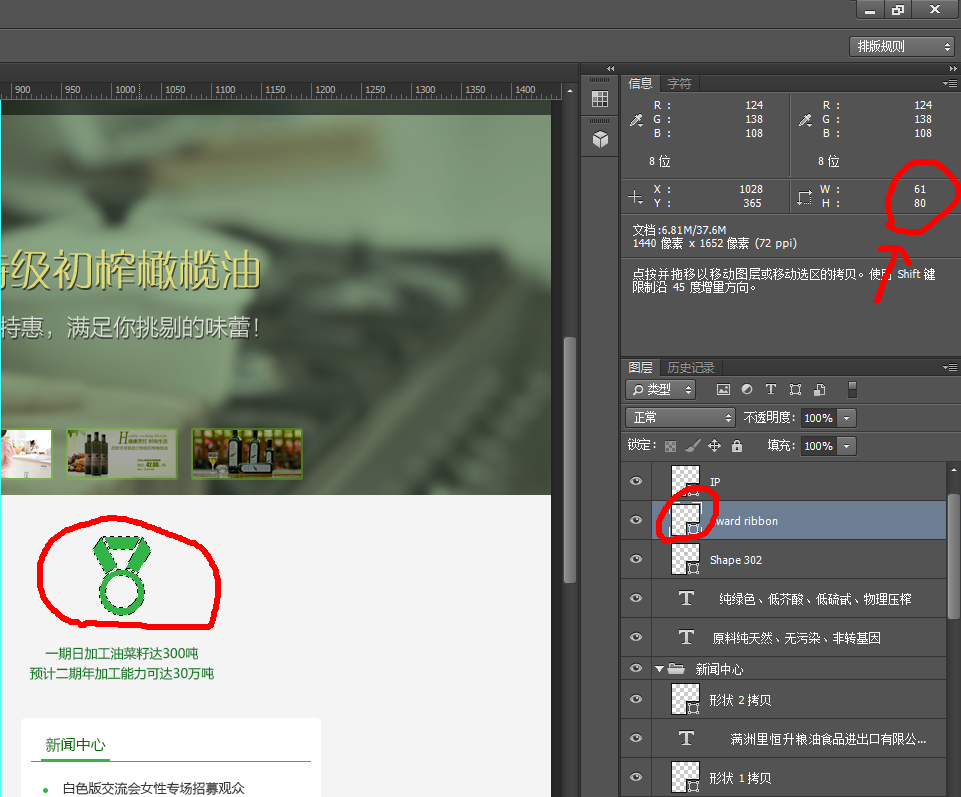 排版规则
900 950 1000 1050 1100 1150 1200 1250 1300 1350 1400
信息 字符
R: 124 R: 124
G: 138 G: 138
B: 108 B: 108
8 位 8 位
X: 1028 W: 61
Y: 365 H: 80
文档:6.81M/37.6M
1440 像素 x 1652 像素 (72 ppi)
点按并拖移以移动图层或移动选区的拷贝。使用 Shift 键
限制沿 45 度增量方向。
特级初榨橄榄油
特惠，满足你挑剔的味蕾！
一期日加工油菜籽达300吨
预计二期年加工能力可达30万吨
新闻中心
白色版交流会女性专场招募观众
图层 历史记录
类型
正常 不透明度: 100%
锁定: 填充: 100%
IP
ward ribbon
Shape 302
T 纯绿色、低芥酸、低硫甙、物理压榨
T 原料纯天然、无污染、非转基因
新闻中心
形状 2 拷贝
T 满洲里恒升粮油食品进出口有限公...
形状 1 拷贝